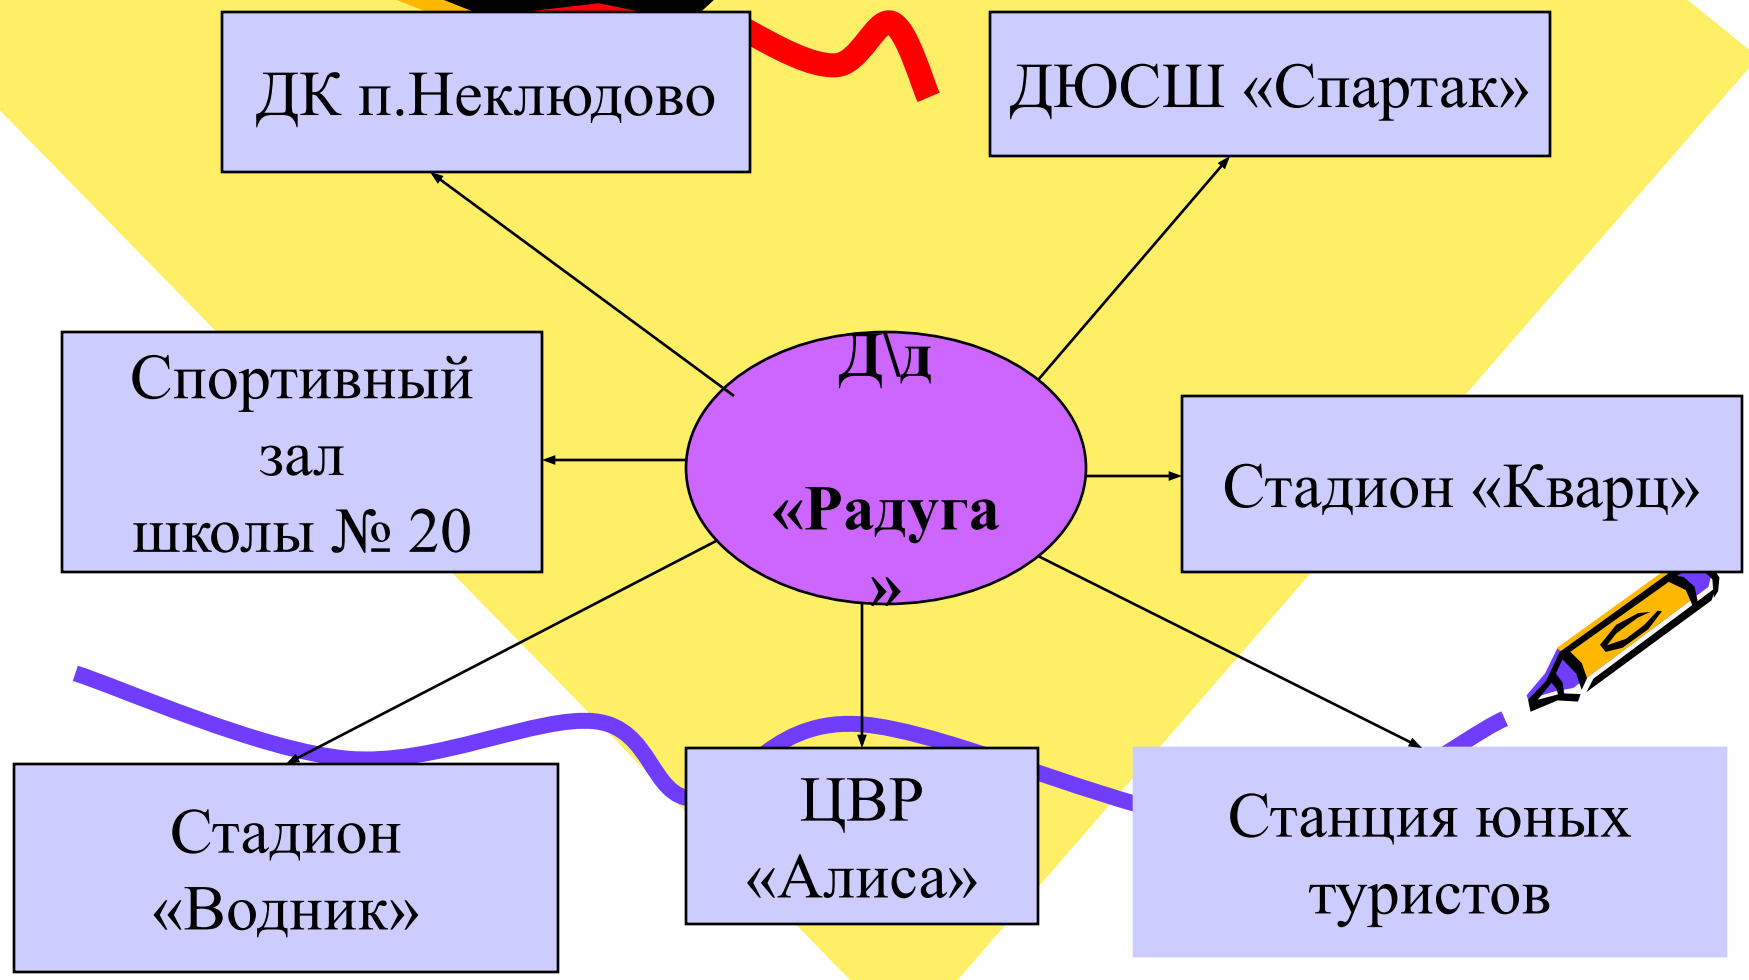 ДК п.Неклюдово
ДЮСШ «Спартак»
Спортивный
зал
школы № 20
Д\д
«Радуга
»
Стадион «Кварц»
Стадион
«Водник»
ЦВР
«Алиса»
Станция юных
туристов